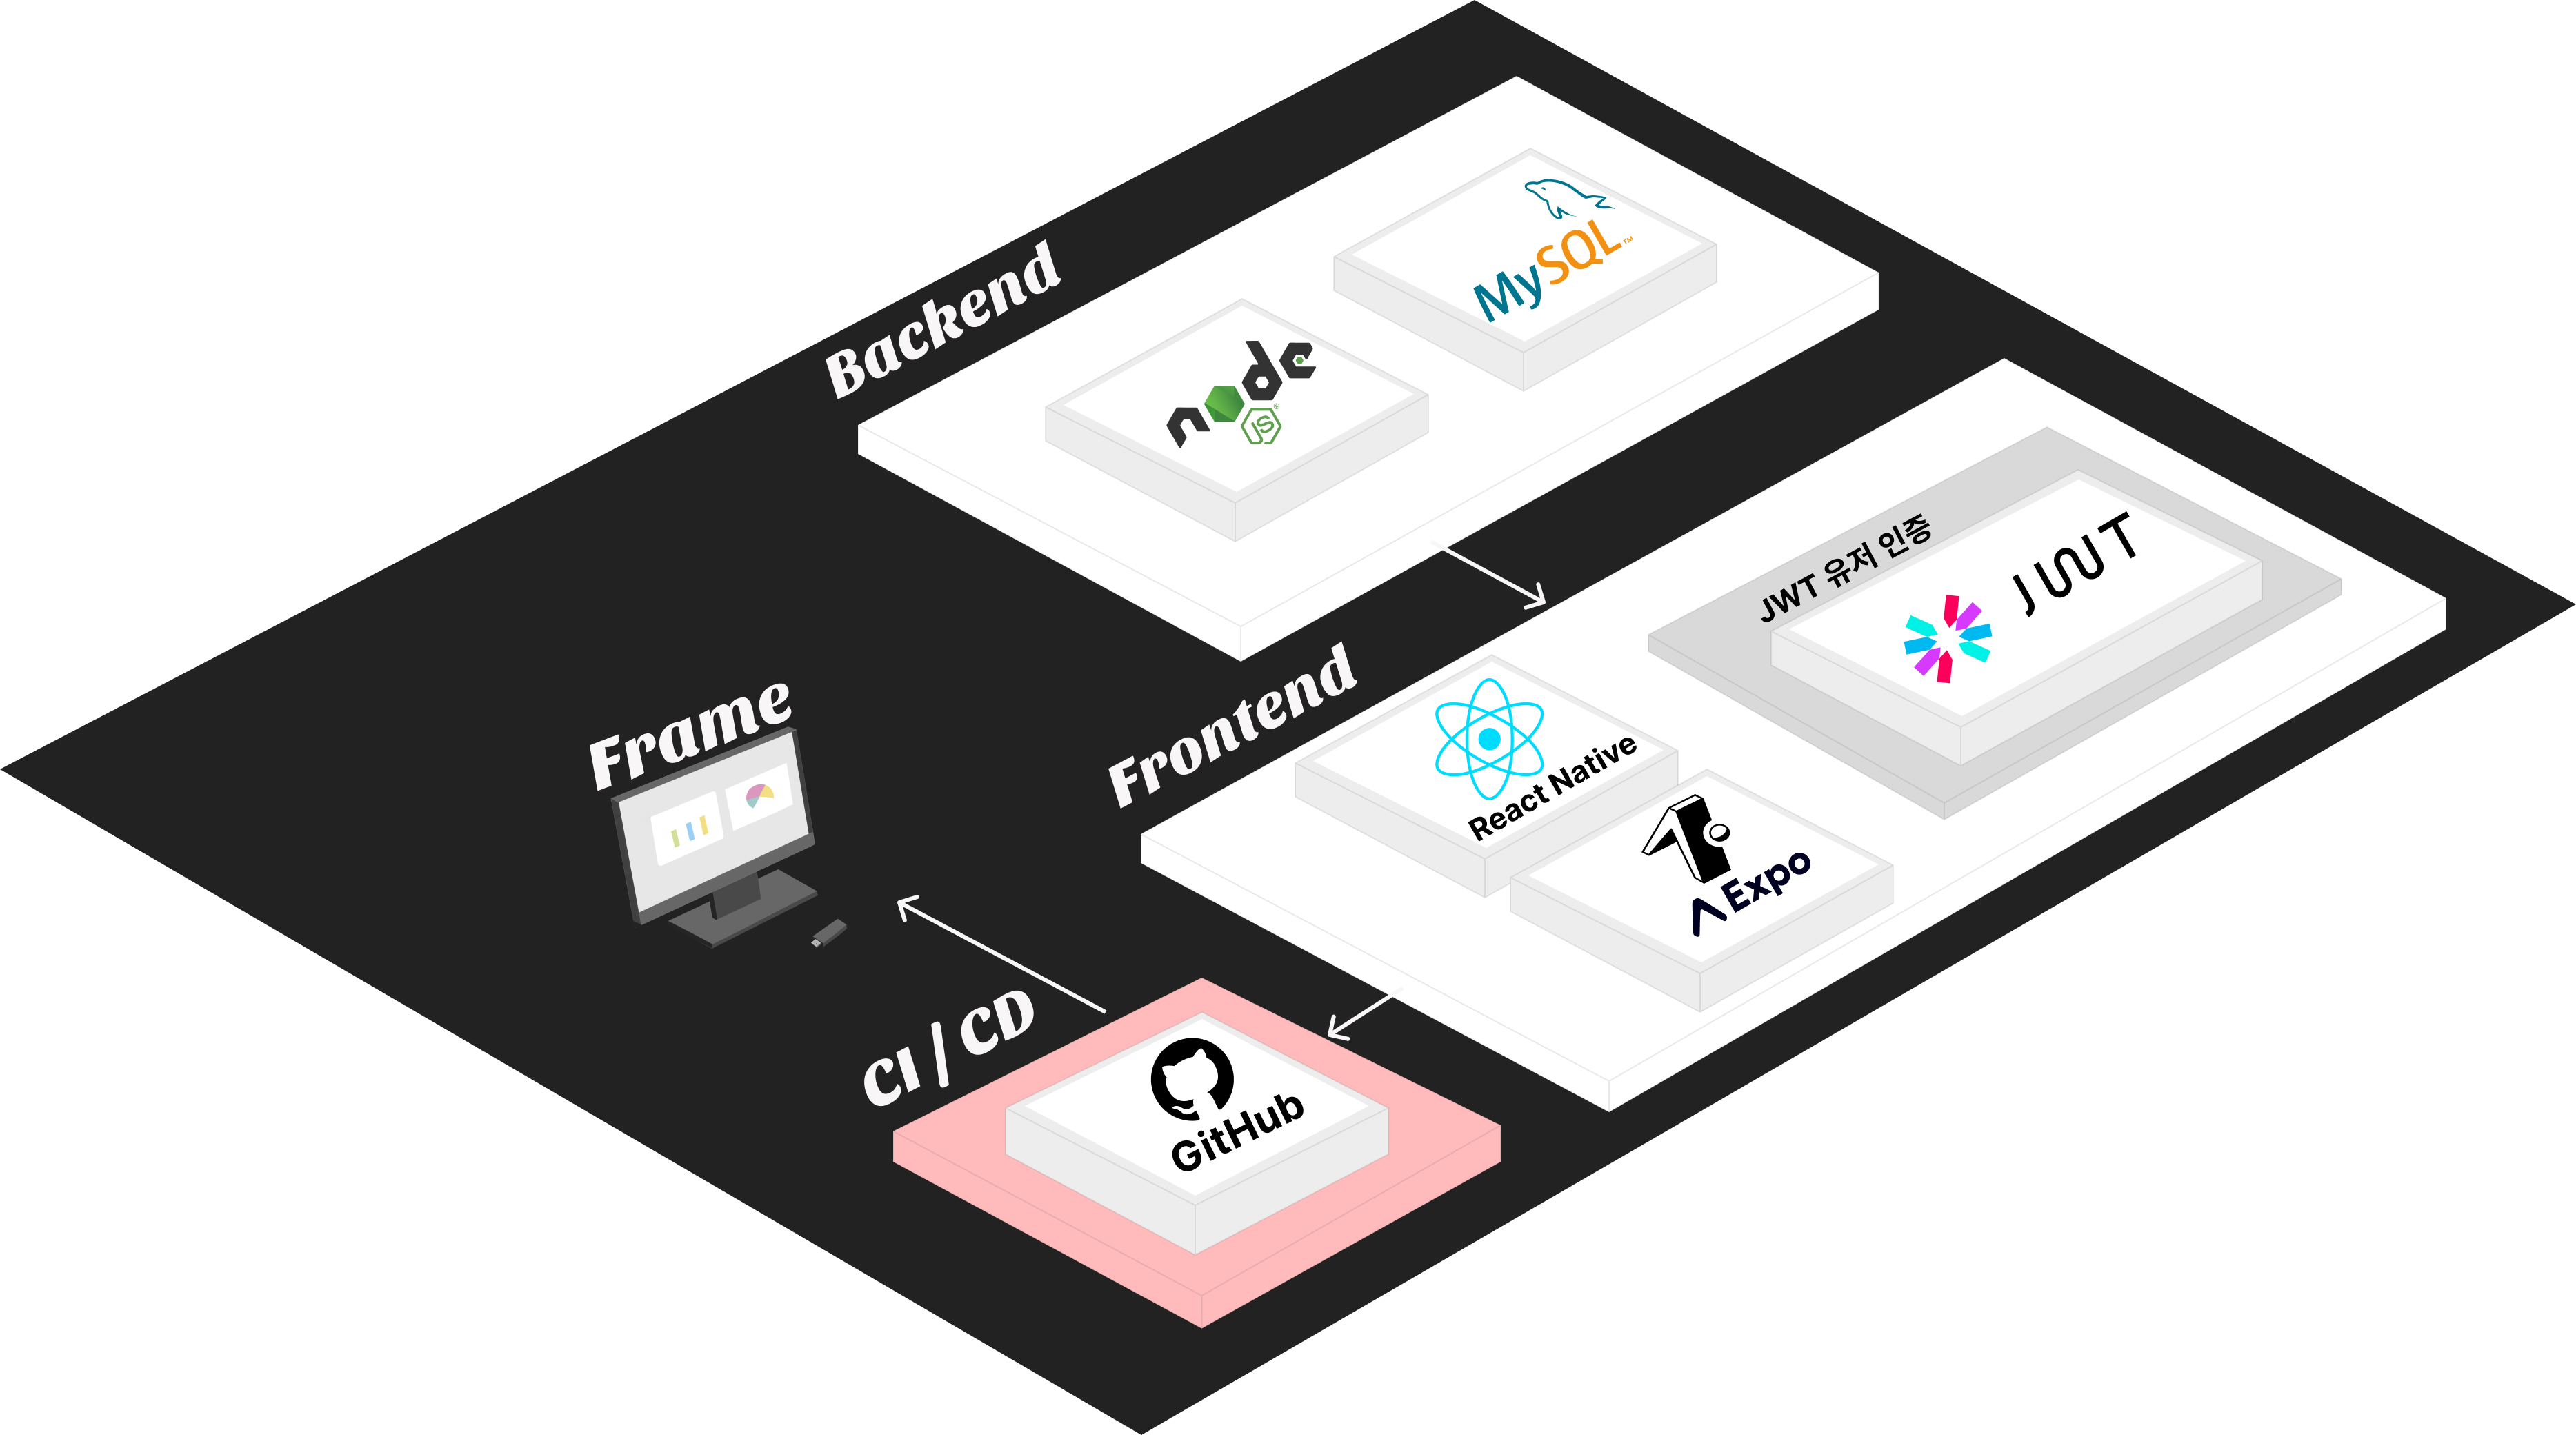 Backend
MySQL™
node
JS®
Frontend
JWT 유저 인증
JWT
React Native
Expo
Frame
CI / CD
GitHub